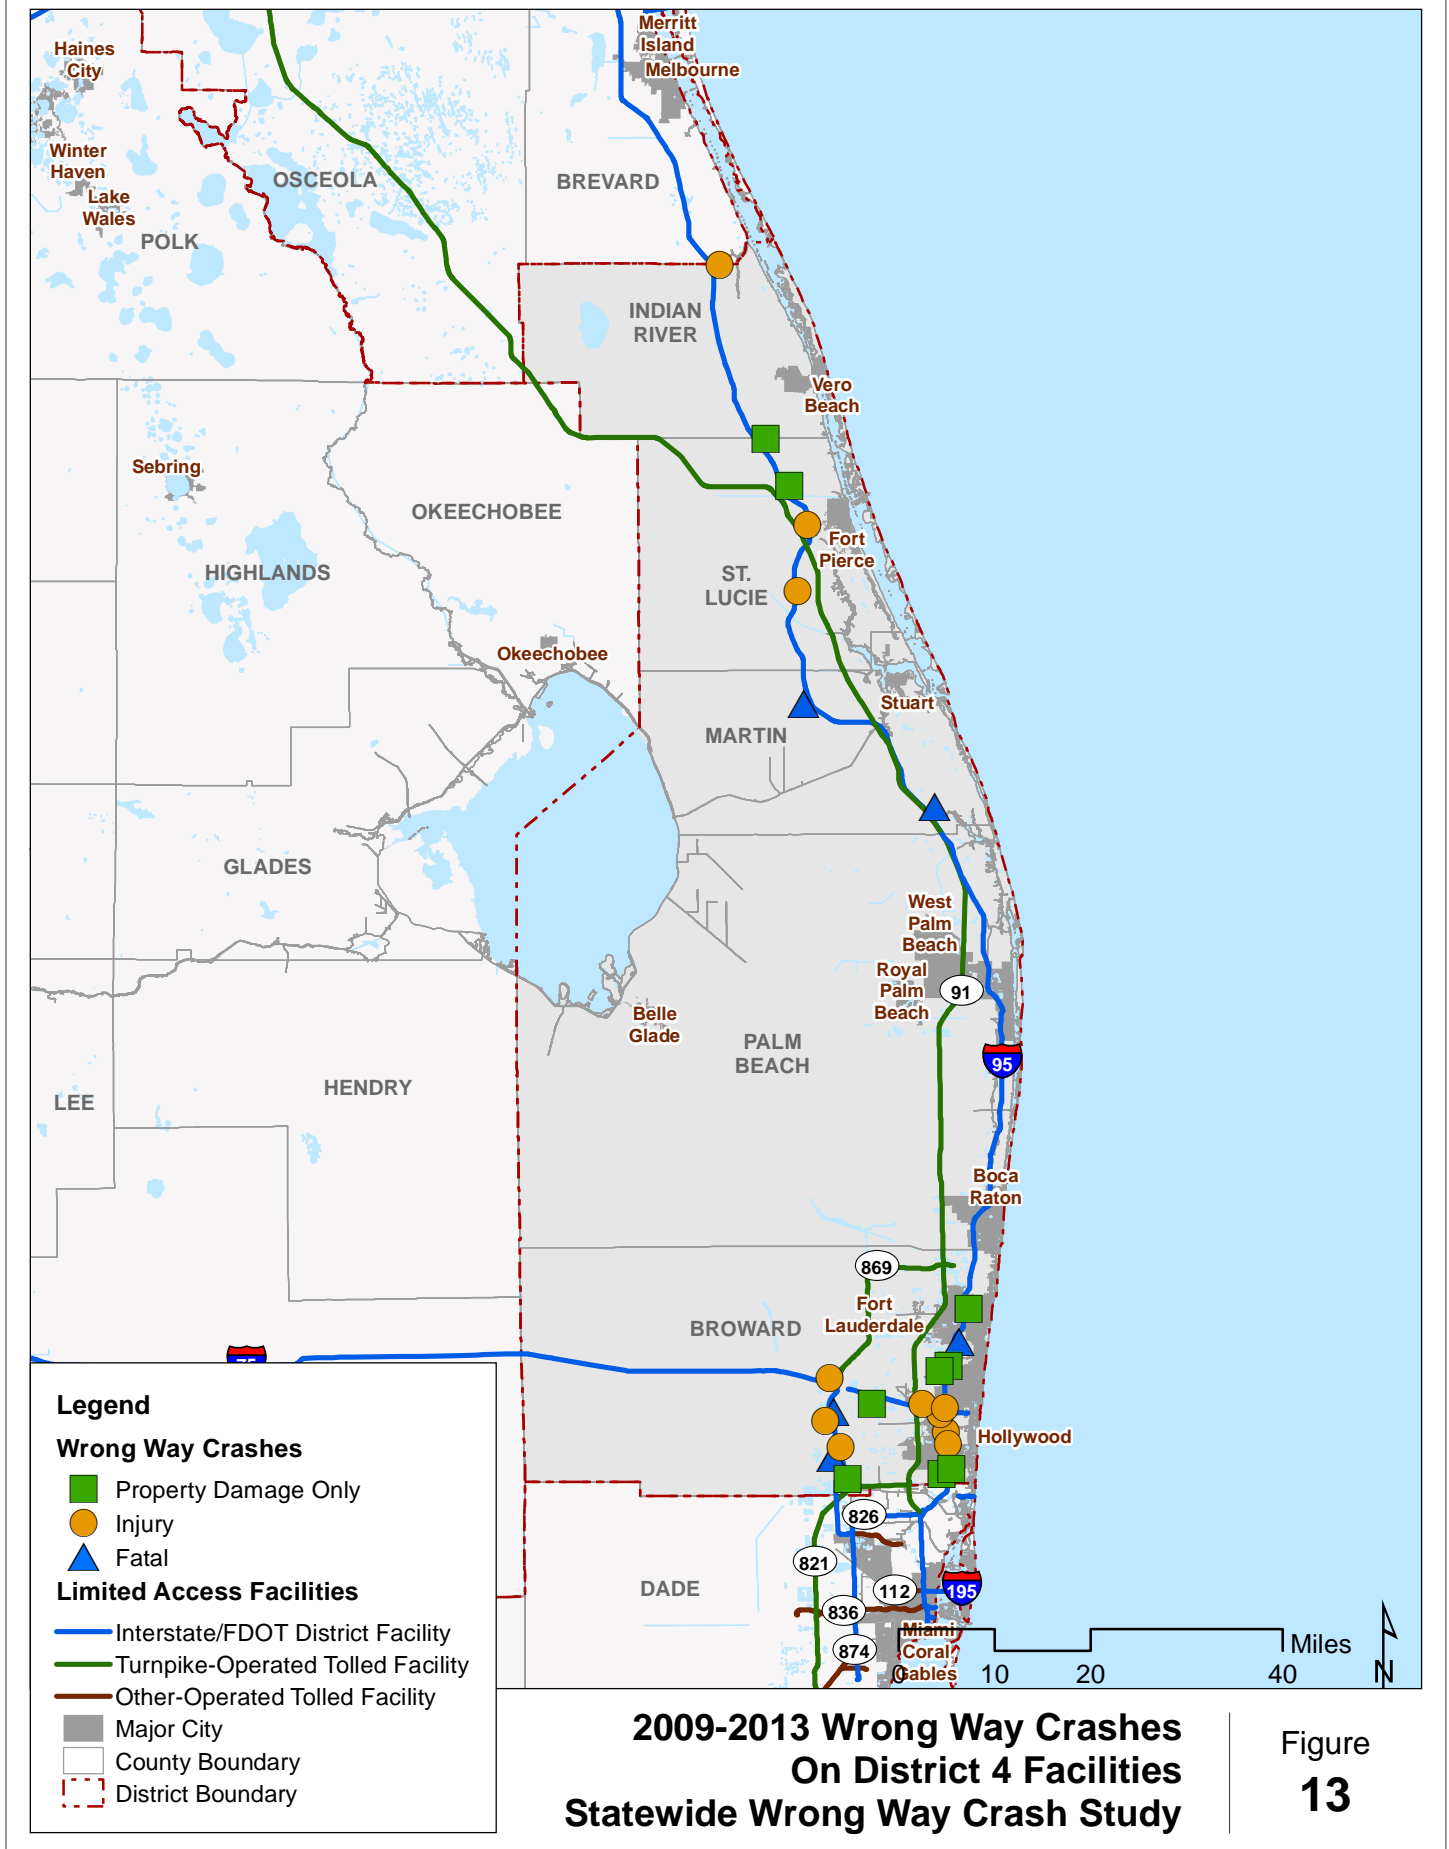 Merritt
Island
Melbourne
Haines
City
Winter
Haven
Lake
Wales
POLK
OSCEOLA
BREVARD
INDIAN
RIVER
Vero
Beach
Sebring
OKEECHOBEE
HIGHLANDS
Fort
Pierce
ST.
LUCIE
Okeechobee
Stuart
MARTIN
GLADES
West
Palm
Beach
Royal
Palm
Beach
91
Belle
Glade
PALM
BEACH
95
LEE
HENDRY
Boca
Raton
869
Fort
Lauderdale
BROWARD
Hollywood
826
821
DADE
112
195
836
874
Miami
Coral
Gables
0
10
20
40
Miles
N
Legend
Wrong Way Crashes
Property Damage Only
Injury
Fatal
Limited Access Facilities
Interstate/FDOT District Facility
Turnpike-Operated Tolled Facility
Other-Operated Tolled Facility
Major City
County Boundary
District Boundary
2009-2013 Wrong Way Crashes
On District 4 Facilities
Statewide Wrong Way Crash Study
Figure
13